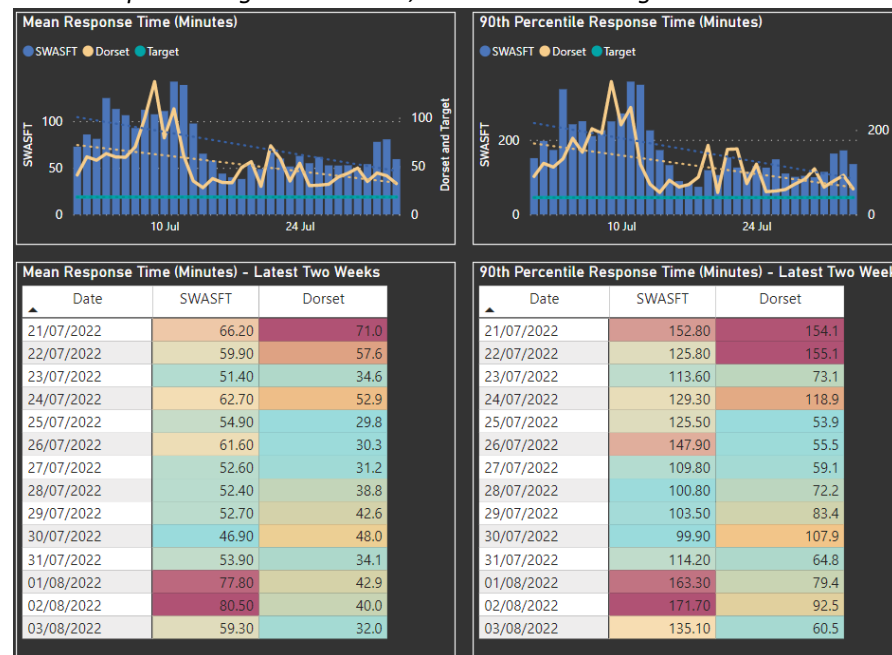 Mean Response Time (Minutes)
SWASFT Dorset Target
100
50
0
SWASFT
100
50
0
Dorset and Target
10 Jul 24 Jul
90th Percentile Response Time (Minutes)
SWASFT Dorset Target
200
0
SWASFT
200
0
10 Jul 24 Jul
Mean Response Time (Minutes) - Latest Two Weeks
Date SWASFT Dorset
21/07/2022 66.20 71.0
22/07/2022 59.90 57.6
23/07/2022 51.40 34.6
24/07/2022 62.70 52.9
25/07/2022 54.90 29.8
26/07/2022 61.60 30.3
27/07/2022 52.60 31.2
28/07/2022 52.40 38.8
29/07/2022 52.70 42.6
30/07/2022 46.90 48.0
31/07/2022 53.90 34.1
01/08/2022 77.80 42.9
02/08/2022 80.50 40.0
03/08/2022 59.30 32.0
90th Percentile Response Time (Minutes) - Latest Two Week
Date SWASFT Dorset
21/07/2022 152.80 154.1
22/07/2022 125.80 155.1
23/07/2022 113.60 73.1
24/07/2022 129.30 118.9
25/07/2022 125.50 53.9
26/07/2022 147.90 55.5
27/07/2022 109.80 59.1
28/07/2022 100.80 72.2
29/07/2022 103.50 83.4
30/07/2022 99.90 107.9
31/07/2022 114.20 64.8
01/08/2022 163.30 79.4
02/08/2022 171.70 92.5
03/08/2022 135.10 60.5